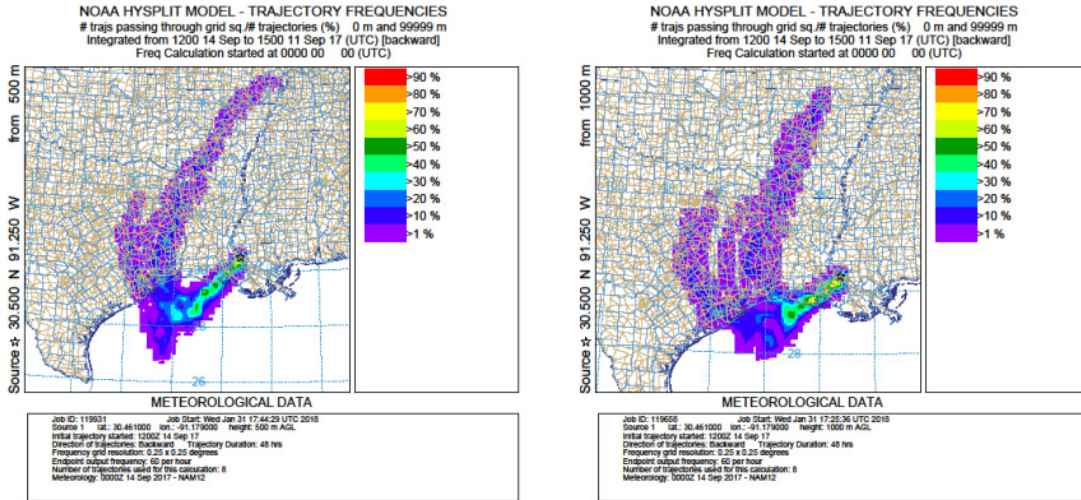 NOAA HYSPLIT MODEL - TRAJECTORY FREQUENCIES
# trajs passing through grid sq./# trajectories (%) 0 m and 99999 m
Integrated from 1200 14 Sep to 1500 11 Sep 17 (UTC) [backward]
Freq Calculation started at 0000 00 00 (UTC)
Source ☆ 30.500 N 91.250 W from 500 m
>90 %
>80 %
>70 %
>60 %
>50 %
>40 %
>30 %
>20 %
>10 %
>1 %
26
METEOROLOGICAL DATA
Job ID: 119931 Job Start: Wed Jan 31 17:44:29 UTC 2018
Source 1 lat.: 30.461000 lon.: -91.179000 height: 500 m AGL
Initial trajectory started: 1200Z 14 Sep 17
Direction of trajectories: Backward Trajectory Duration: 48 hrs
Frequency grid resolution: 0.25 x 0.25 degrees
Endpoint output frequency: 60 per hour
Number of trajectories used for this calculation: 8
Meteorology: 0000Z 14 Sep 2017 - NAM12
NOAA HYSPLIT MODEL - TRAJECTORY FREQUENCIES
# trajs passing through grid sq./# trajectories (%) 0 m and 99999 m
Integrated from 1200 14 Sep to 1500 11 Sep 17 (UTC) [backward]
Freq Calculation started at 0000 00 00 (UTC)
Source ☆ 30.500 N 91.250 W from 1000 m
>90 %
>80 %
>70 %
>60 %
>50 %
>40 %
>30 %
>20 %
>10 %
>1 %
28
METEOROLOGICAL DATA
Job ID: 119658 Job Start: Wed Jan 31 17:25:36 UTC 2018
Source 1 lat.: 30.461000 lon.: -91.179000 height: 1000 m AGL
Initial trajectory started: 1200Z 14 Sep 17
Direction of trajectories: Backward Trajectory Duration: 48 hrs
Frequency grid resolution: 0.25 x 0.25 degrees
Endpoint output frequency: 60 per hour
Number of trajectories used for this calculation: 8
Meteorology: 0000Z 14 Sep 2017 - NAM12